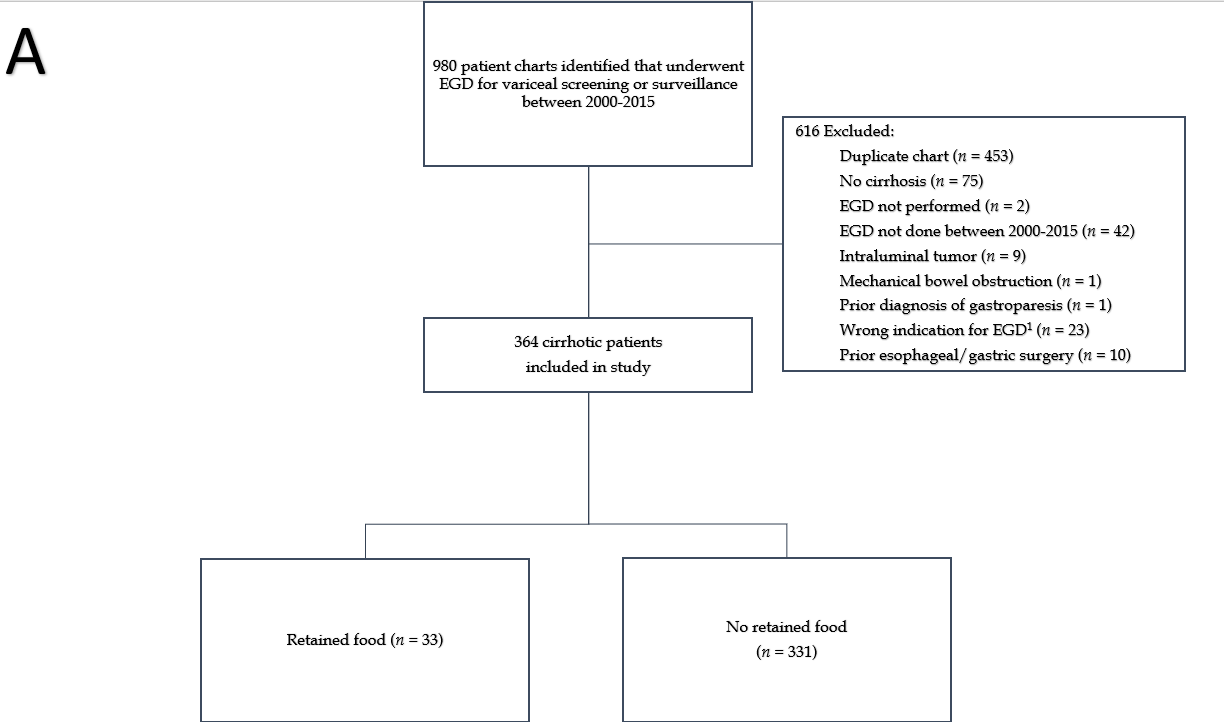 A
980 patient charts identified that underwent
EGD for variceal screening or surveillance
between 2000-2015
616 Excluded:
Duplicate chart (n = 453)
No cirrhosis (n = 75)
EGD not performed (n = 2)
EGD not done between 2000-2015 (n = 42)
Intraluminal tumor (n = 9)
Mechanical bowel obstruction (n = 1)
Prior diagnosis of gastroparesis (n = 1)
Wrong indication for EGD¹ (n = 23)
Prior esophageal/gastric surgery (n = 10)
364 cirrhotic patients
included in study
Retained food (n = 33)
No retained food
(n = 331)